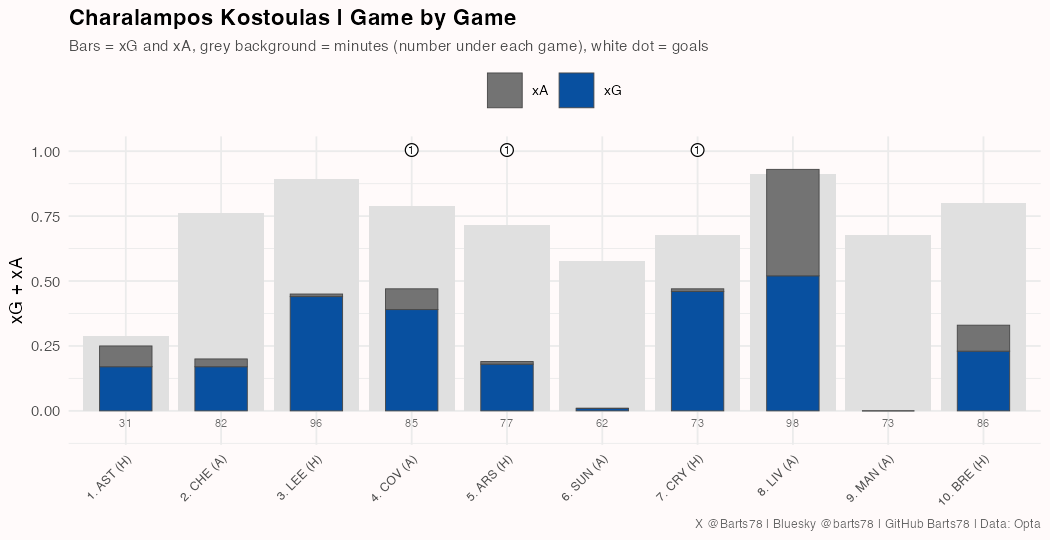 Charalampos Kostoulas | Game by Game
Bars = xG and xA, grey background = minutes (number under each game), white dot = goals
xA xG
xG + xA
1.00
0.75
0.50
0.25
0.00
1 1 1
31 82 96 85 77 62 73 98 73 86
1. AST (H) 2. CHE (A) 3. LEE (H) 4. COV (A) 5. ARS (H) 6. SUN (A) 7. CRY (H) 8. LIV (A) 9. MAN (A) 10. BRE (H)
X @Barts78 | Bluesky @barts78 | GitHub Barts78 | Data: Opta